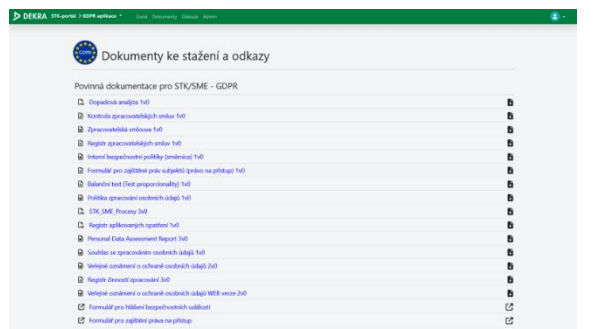 DEKRA STK-portál > GDPR aplikace Úvod Dokumenty Diskuze Admin
GDPR
Dokumenty ke stažení a odkazy
Povinná dokumentace pro STK/SME - GDPR
Dopadová analýza 1v0
Kontrola zpracovatelských smluv 1v0
Zpracovatelská smlouva 1v0
Registr zpracovatelských smluv 1v0
Interní bezpečnostní politiky (směrnice) 1v0
Formulář pro zajištění práv subjektů (právo na přístup) 1v0
Balanční test (Test proporcionality) 1v0
Politika zpracování osobních údajů 1v0
STK_SME_Procesy 3v0
Registr aplikovaných opatření 1v0
Personal Data Assessment Report 3v0
Souhlas se zpracováním osobních údajů 1v0
Veřejné oznámení o ochraně osobních údajů 2v0
Registr činností zpracování 3v0
Veřejné oznámení o ochraně osobních údajů WEB verze 2v0
Formulář pro hlášení bezpečnostních událostí
Formulář pro zajištění práva na přístup